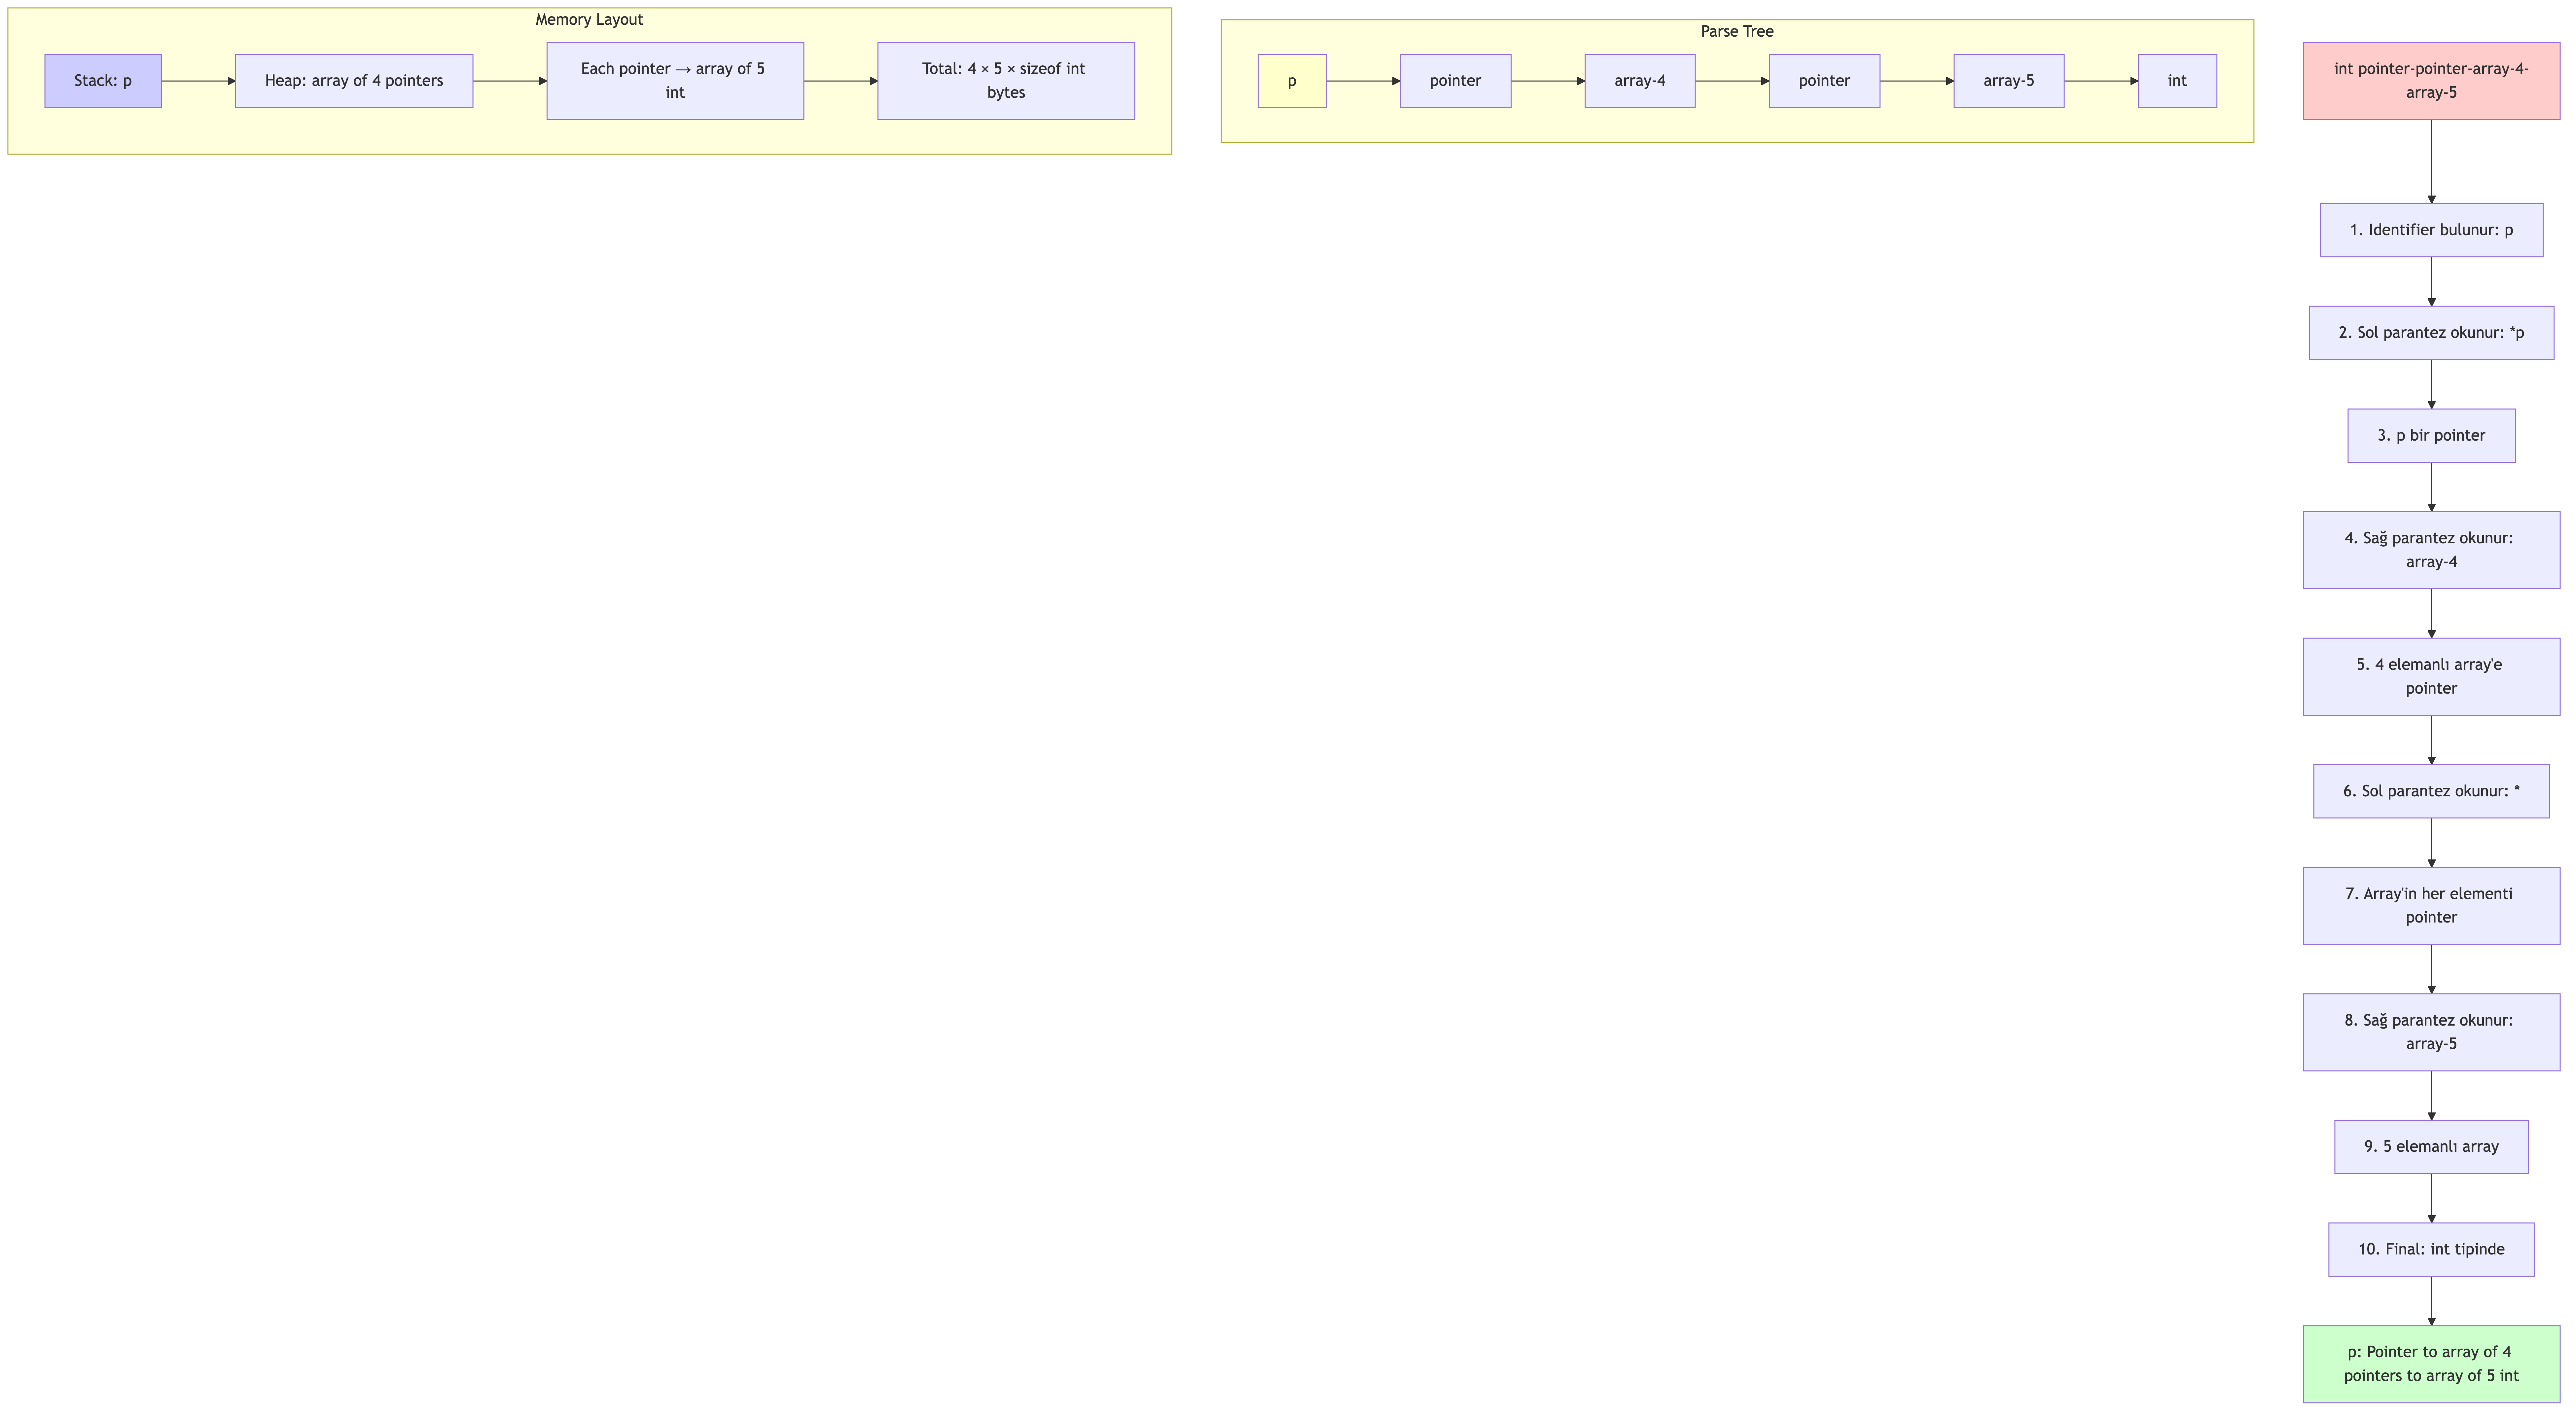 Memory Layout
Stack: p
Heap: array of 4 pointers
Each pointer → array of 5
int
Total: 4 × 5 × sizeof int
bytes
Parse Tree
p
pointer
array-4
pointer
array-5
int
int pointer-pointer-array-4-
array-5
1. Identifier bulunur: p
2. Sol parantez okunur: *p
3. p bir pointer
4. Sağ parantez okunur:
array-4
5. 4 elemanlı array'e
pointer
6. Sol parantez okunur: *
7. Array'in her elementi
pointer
8. Sağ parantez okunur:
array-5
9. 5 elemanlı array
10. Final: int tipinde
p: Pointer to array of 4
pointers to array of 5 int